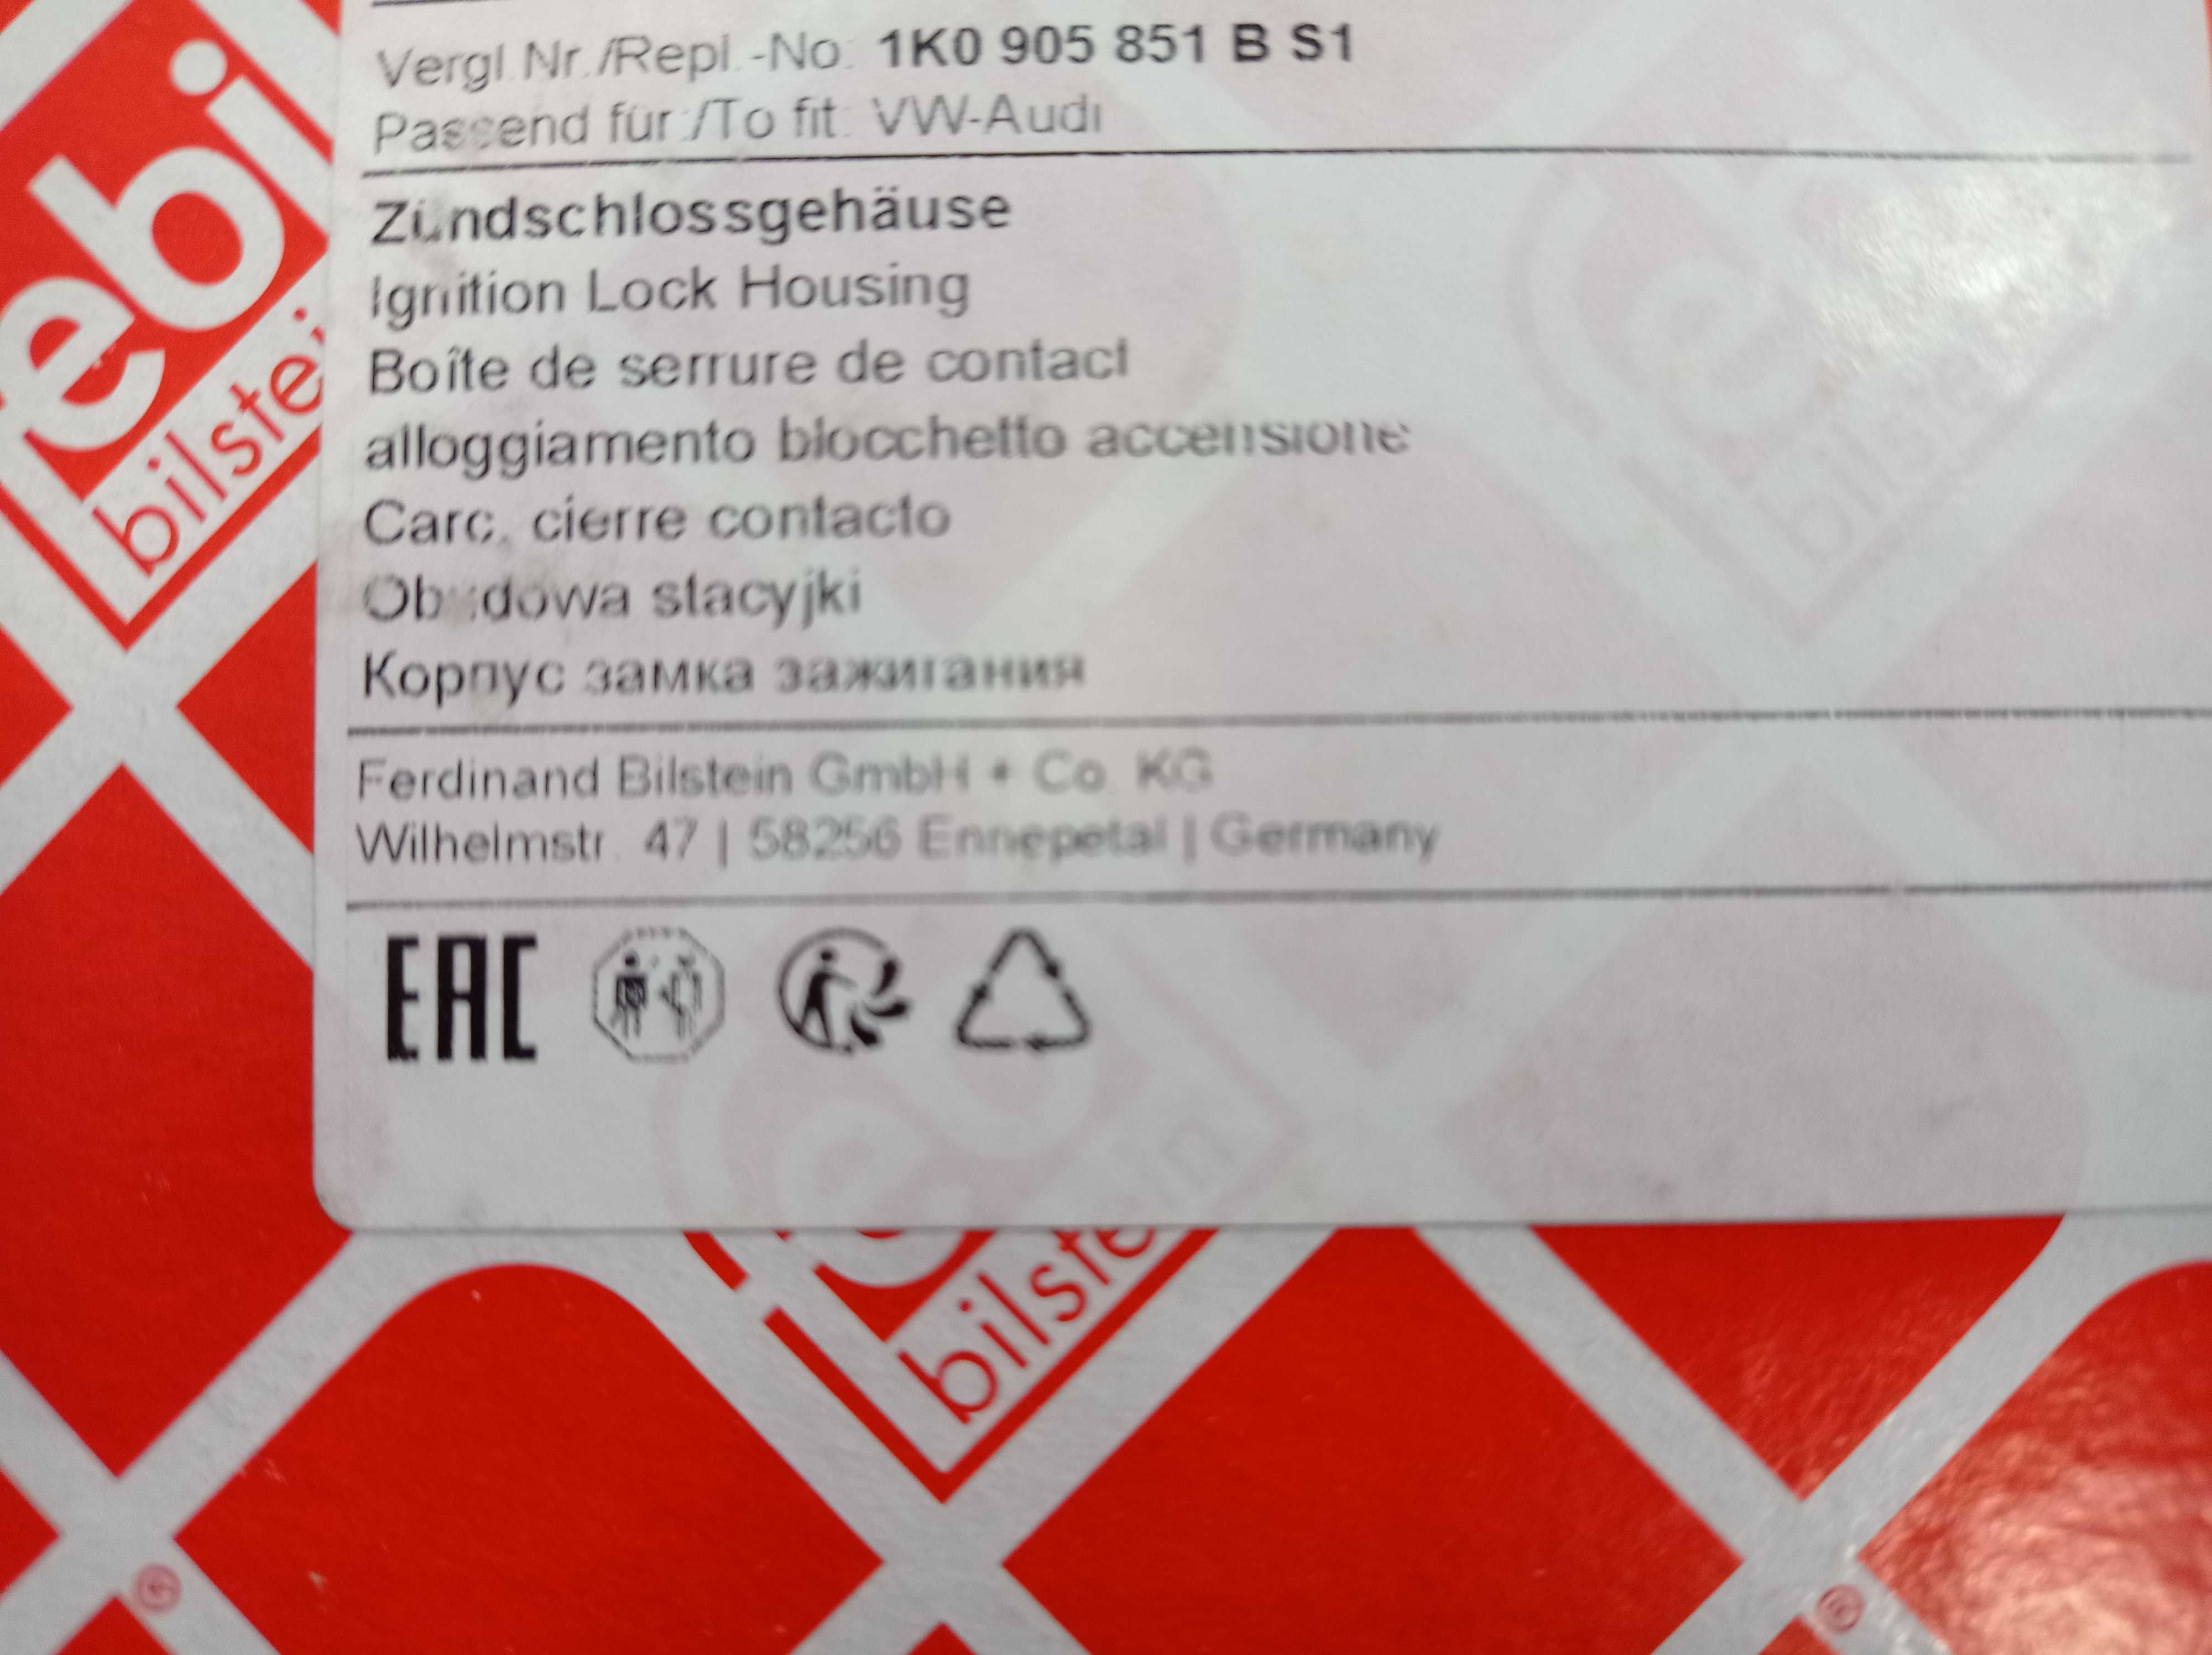 Vergl.Nr./Repl.-No: 1K0 905 851 B S1
Passend für:/To fit: VW-Audi
Zündschlossgehäuse
Ignition Lock Housing
Boîte de serrure de contact
alloggiamento blocchetto accensione
Carc. cierre contacto
Obudowa stacyjki
Корпус замка зажигания
Ferdinand Bilstein GmbH + Co. KG
Wilhelmstr. 47 | 58256 Ennepetal | Germany
EAC
ebi
bilstei
bilstein